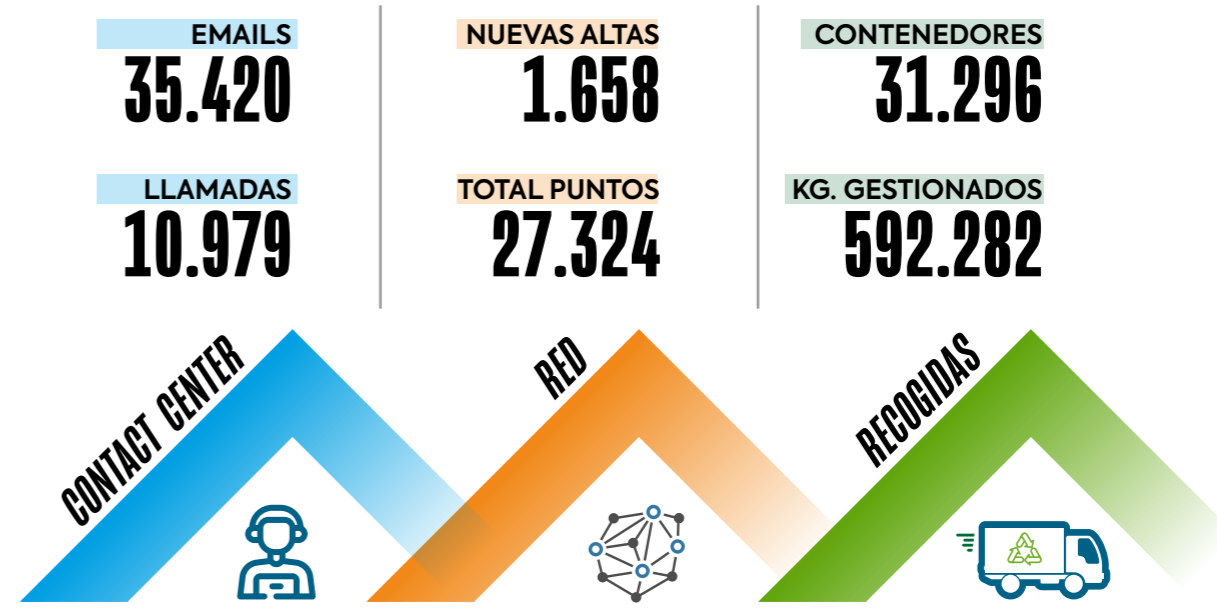 EMAILS
35.420
LLAMADAS
10.979
NUEVAS ALTAS
1.658
TOTAL PUNTOS
27.324
CONTENEDORES
31.296
KG. GESTIONADOS
592.282
CONTACT CENTER
RED
RECOGIDAS